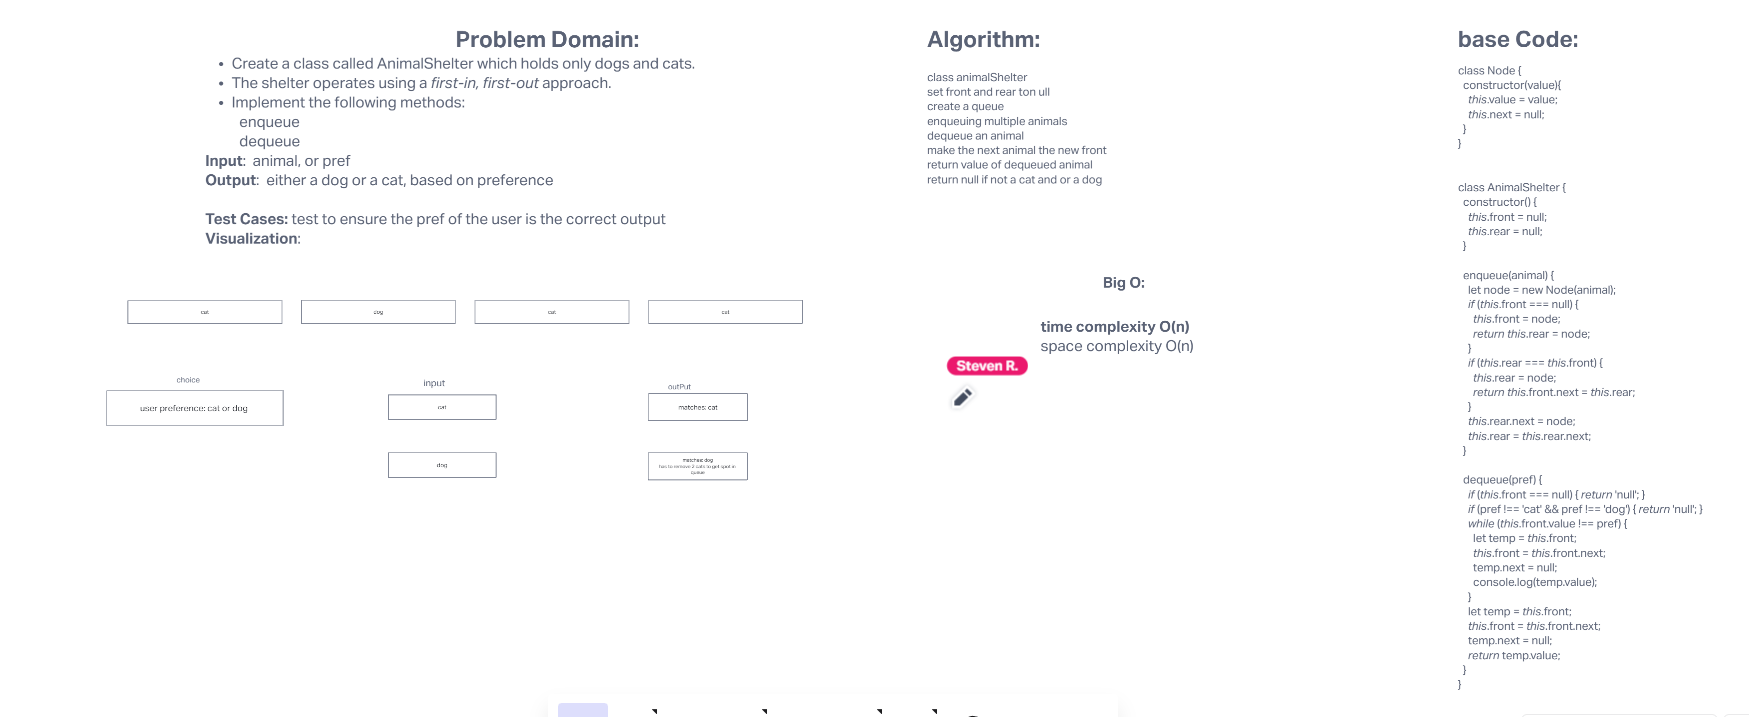 Problem Domain:
• Create a class called AnimalShelter which holds only dogs and cats.
• The shelter operates using a first-in, first-out approach.
• Implement the following methods:
enqueue
dequeue
Input: animal, or pref
Output: either a dog or a cat, based on preference
Test Cases: test to ensure the pref of the user is the correct output
Visualization:
cat
dog
cat
cat
choice
user preference: cat or dog
input
cat
dog
outPut
matches: cat
matches: dog
has to remove 2 cats to get spot in
queue
Algorithm:
class animalShelter
set front and rear ton ull
create a queue
enqueuing multiple animals
dequeue an animal
make the next animal the new front
return value of dequeued animal
return null if not a cat and or a dog
Big O:
time complexity O(n)
space complexity O(n)
Steven R.
base Code:
class Node {
constructor(value){
this.value = value;
this.next = null;
}
}
class AnimalShelter {
constructor() {
this.front = null;
this.rear = null;
}
enqueue(animal) {
let node = new Node(animal);
if (this.front === null) {
this.front = node;
return this.rear = node;
}
if (this.rear === this.front) {
this.rear = node;
return this.front.next = this.rear;
}
this.rear.next = node;
this.rear = this.rear.next;
}
dequeue(pref) {
if (this.front === null) { return 'null'; }
if (pref !== 'cat' && pref !== 'dog') { return 'null'; }
while (this.front.value !== pref) {
let temp = this.front;
this.front = this.front.next;
temp.next = null;
console.log(temp.value);
}
let temp = this.front;
this.front = this.front.next;
temp.next = null;
return temp.value;
}
}